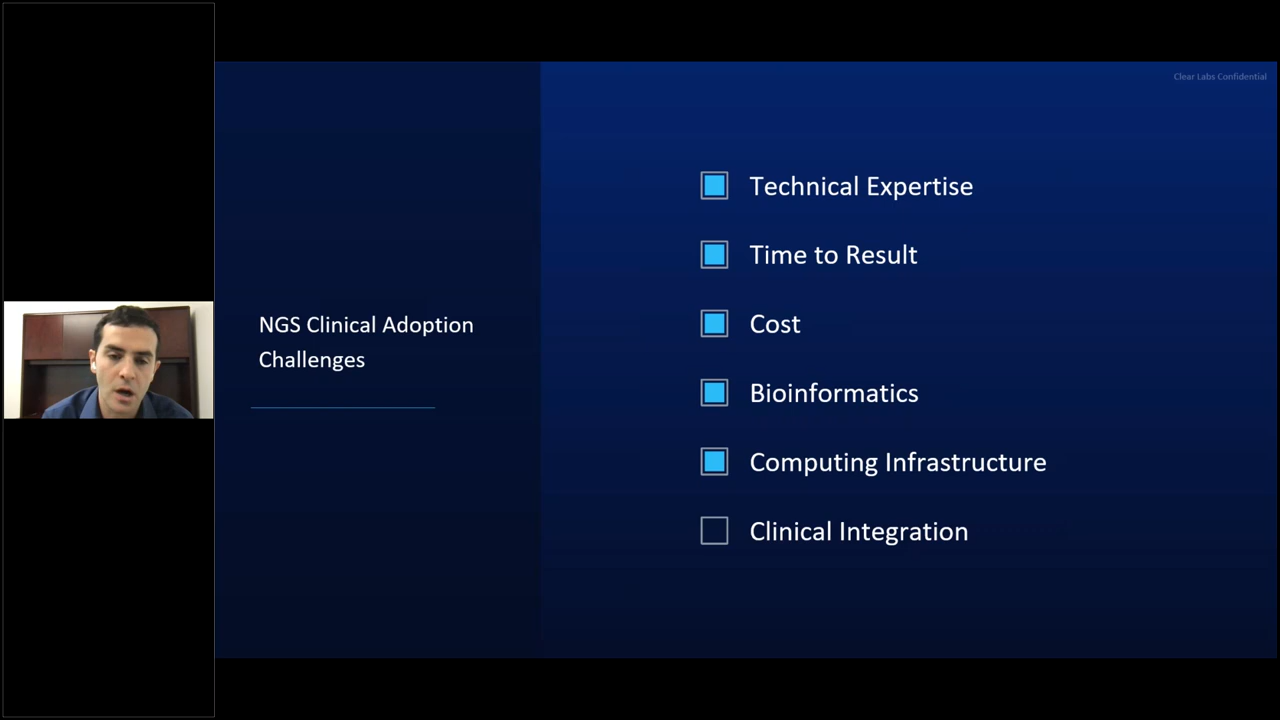 Clear Labs Confidential
NGS Clinical Adoption
Challenges
Technical Expertise
Time to Result
Cost
Bioinformatics
Computing Infrastructure
Clinical Integration